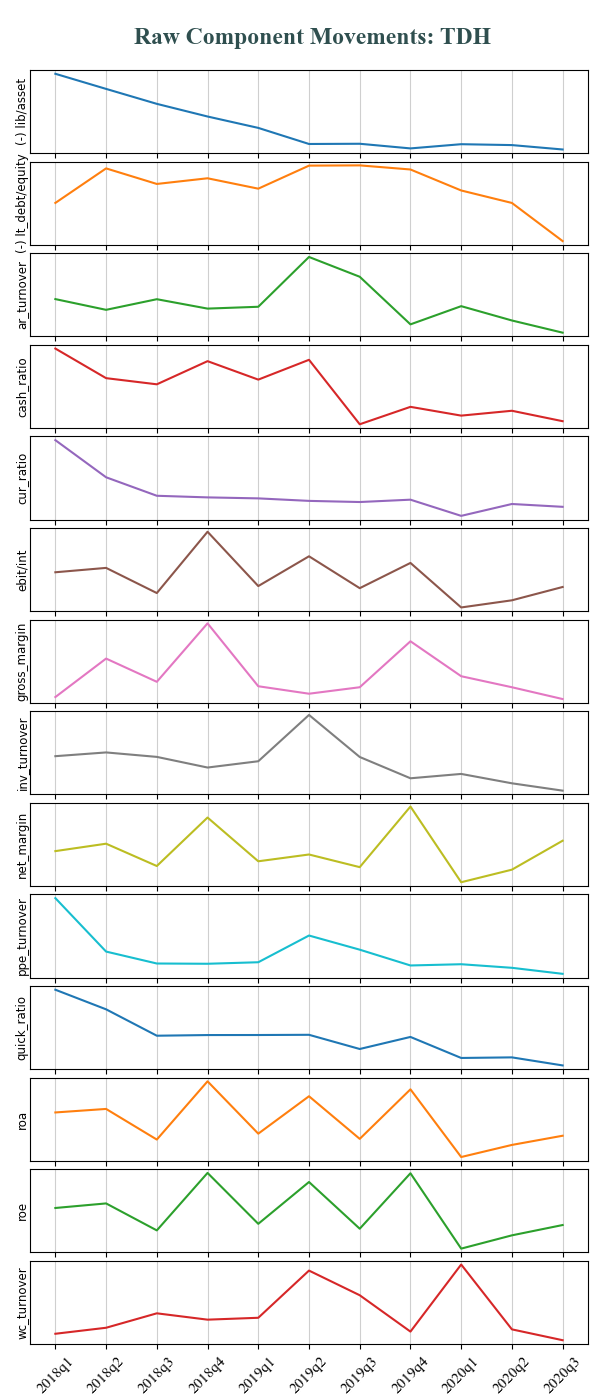 Raw Component Movements: TDH
(-) lib/asset
(-) lt_debt/equity
ar_turnover
cash_ratio
cur_ratio
ebit/int
gross_margin
inv_turnover
net_margin
ppe_turnover
quick_ratio
roa
roe
wc_turnover
2018q1 2018q2 2018q3 2018q4 2019q1 2019q2 2019q3 2019q4 2020q1 2020q2 2020q3